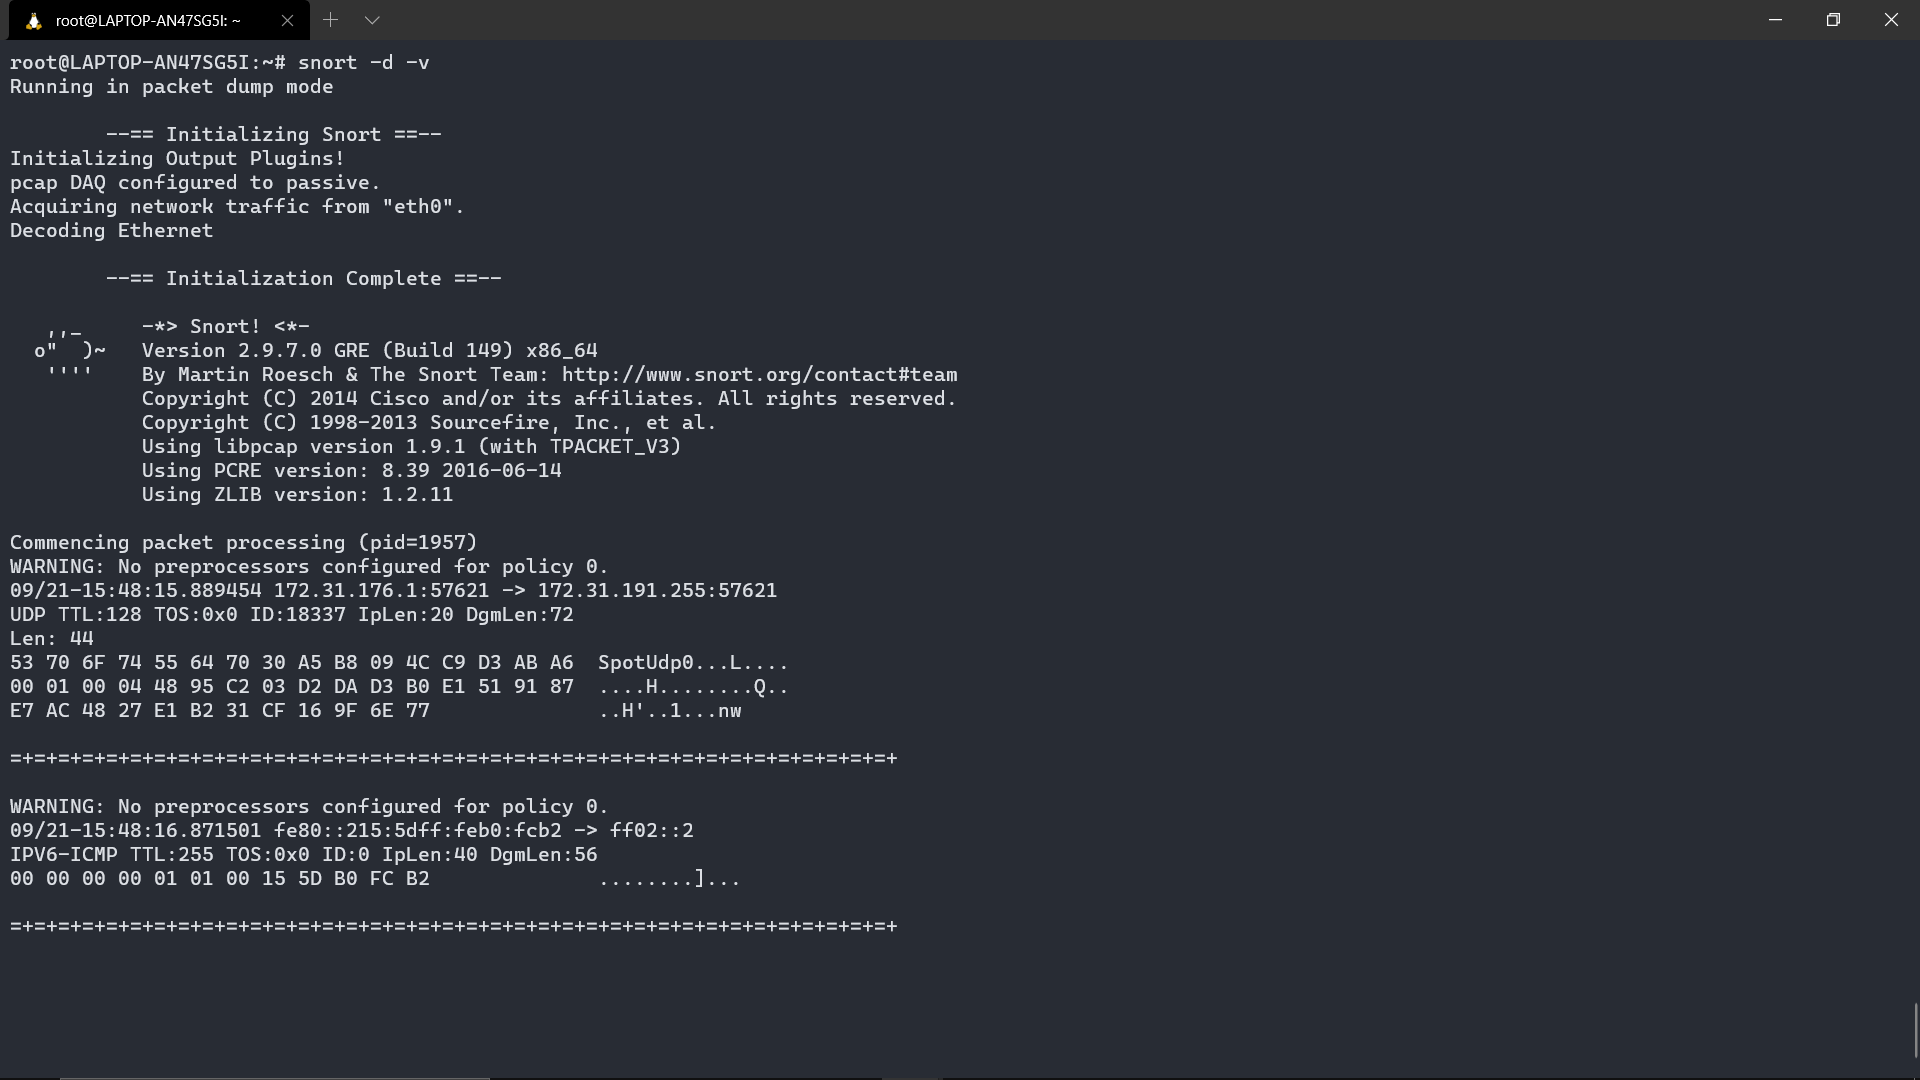 root@LAPTOP-AN47SG5I: ~
root@LAPTOP-AN47SG5I:~# snort -d -v
Running in packet dump mode

        --== Initializing Snort ==--
Initializing Output Plugins!
pcap DAQ configured to passive.
Acquiring network traffic from "eth0".
Decoding Ethernet

        --== Initialization Complete ==--

   ,,_     -*> Snort! <*-
  o"  )~   Version 2.9.7.0 GRE (Build 149) x86_64
   ''''    By Martin Roesch & The Snort Team: http://www.snort.org/contact#team
           Copyright (C) 2014 Cisco and/or its affiliates. All rights reserved.
           Copyright (C) 1998-2013 Sourcefire, Inc., et al.
           Using libpcap version 1.9.1 (with TPACKET_V3)
           Using PCRE version: 8.39 2016-06-14
           Using ZLIB version: 1.2.11

Commencing packet processing (pid=1957)
WARNING: No preprocessors configured for policy 0.
09/21-15:48:15.889454 172.31.176.1:57621 -> 172.31.191.255:57621
UDP TTL:128 TOS:0x0 ID:18337 IpLen:20 DgmLen:72
Len: 44
53 70 6F 74 55 64 70 30 A5 B8 09 4C C9 D3 AB A6  SpotUdp0...L....
00 01 00 04 48 95 C2 03 D2 DA D3 B0 E1 51 91 87  ....H........Q..
E7 AC 48 27 E1 B2 31 CF 16 9F 6E 77              ..H'..1...nw

=+=+=+=+=+=+=+=+=+=+=+=+=+=+=+=+=+=+=+=+=+=+=+=+=+=+=+=+=+=+=+=+=+=+=+=+=+

WARNING: No preprocessors configured for policy 0.
09/21-15:48:16.871501 fe80::215:5dff:feb0:fcb2 -> ff02::2
IPV6-ICMP TTL:255 TOS:0x0 ID:0 IpLen:40 DgmLen:56
00 00 00 00 01 01 00 15 5D B0 FC B2              ........]...

=+=+=+=+=+=+=+=+=+=+=+=+=+=+=+=+=+=+=+=+=+=+=+=+=+=+=+=+=+=+=+=+=+=+=+=+=+